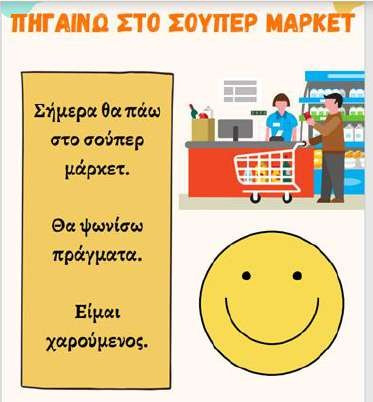 ΠΗΓΑΙΝΩ ΣΤΟ ΣΟΥΠΕΡ ΜΑΡΚΕΤ
Σήμερα θα πάω
στο σούπερ
μάρκετ.
Θα ψωνίσω
πράγματα.
Είμαι
χαρούμενος.